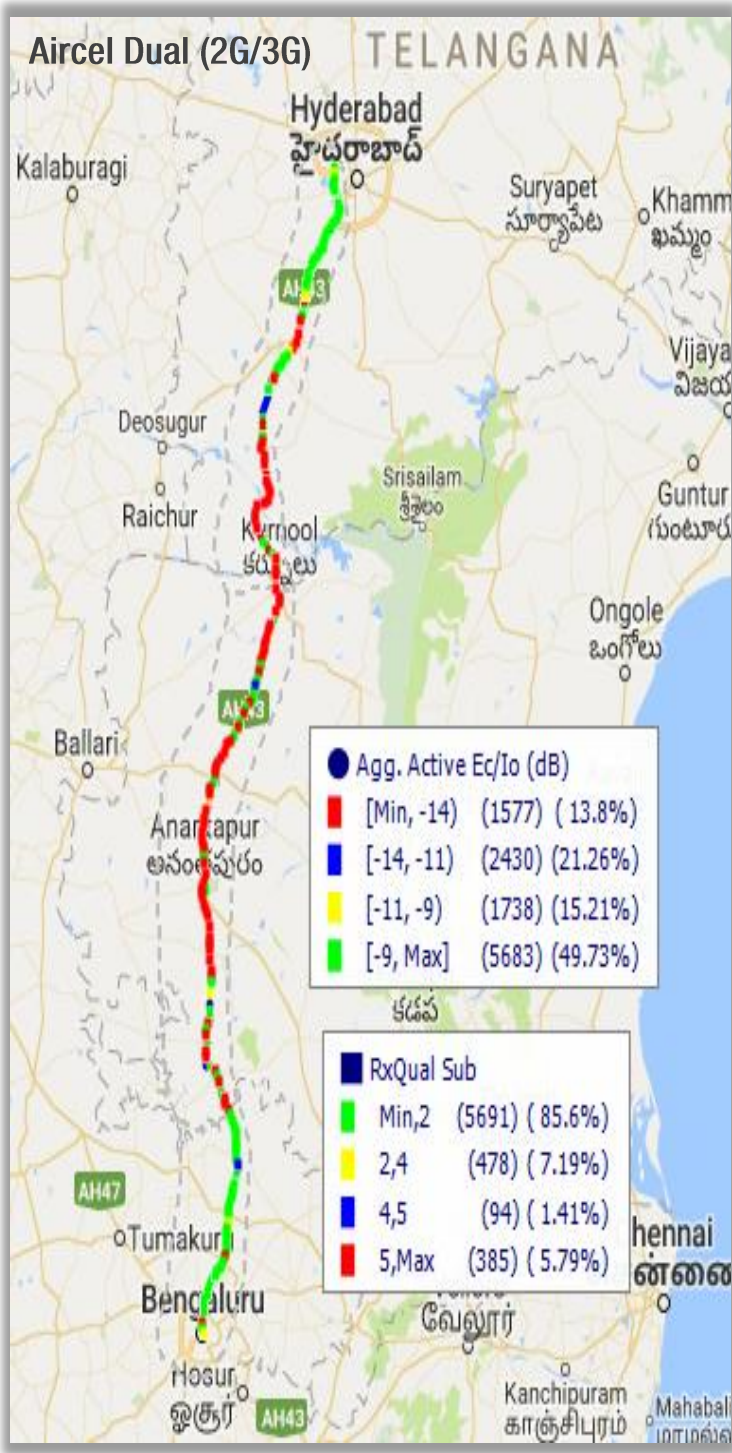 Aircel Dual (2G/3G)
TELANGANA
Hyderabad
హైదరాబాద్
Kalaburagi
Suryapet
సూర్యాపేట
Khamm
ఖమ్మం
AH43
Vijaya
విజయ
Deosugur
Srisailam
శ్రీశైలం
Raichur
Guntur
గుంటూరు
Kurnool
కర్నూలు
Ongole
ఒంగోలు
AH43
Ballari
Agg. Active Ec/Io (dB)
[Min, -14) (1577) ( 13.8%)
[-14, -11) (2430) (21.26%)
[-11, -9) (1738) (15.21%)
[-9, Max] (5683) (49.73%)
Anantapur
అనంతపురం
కడప
RxQual Sub
Min,2 (5691) ( 85.6%)
2,4 (478) ( 7.19%)
4,5 (94) ( 1.41%)
5,Max (385) ( 5.79%)
AH47
Tumakuru
hennai
ன்னை
Bengaluru
வேலூர்
Hosur
ஓசூர்
AH43
Kanchipuram
காஞ்சிபுரம்
Mahabali